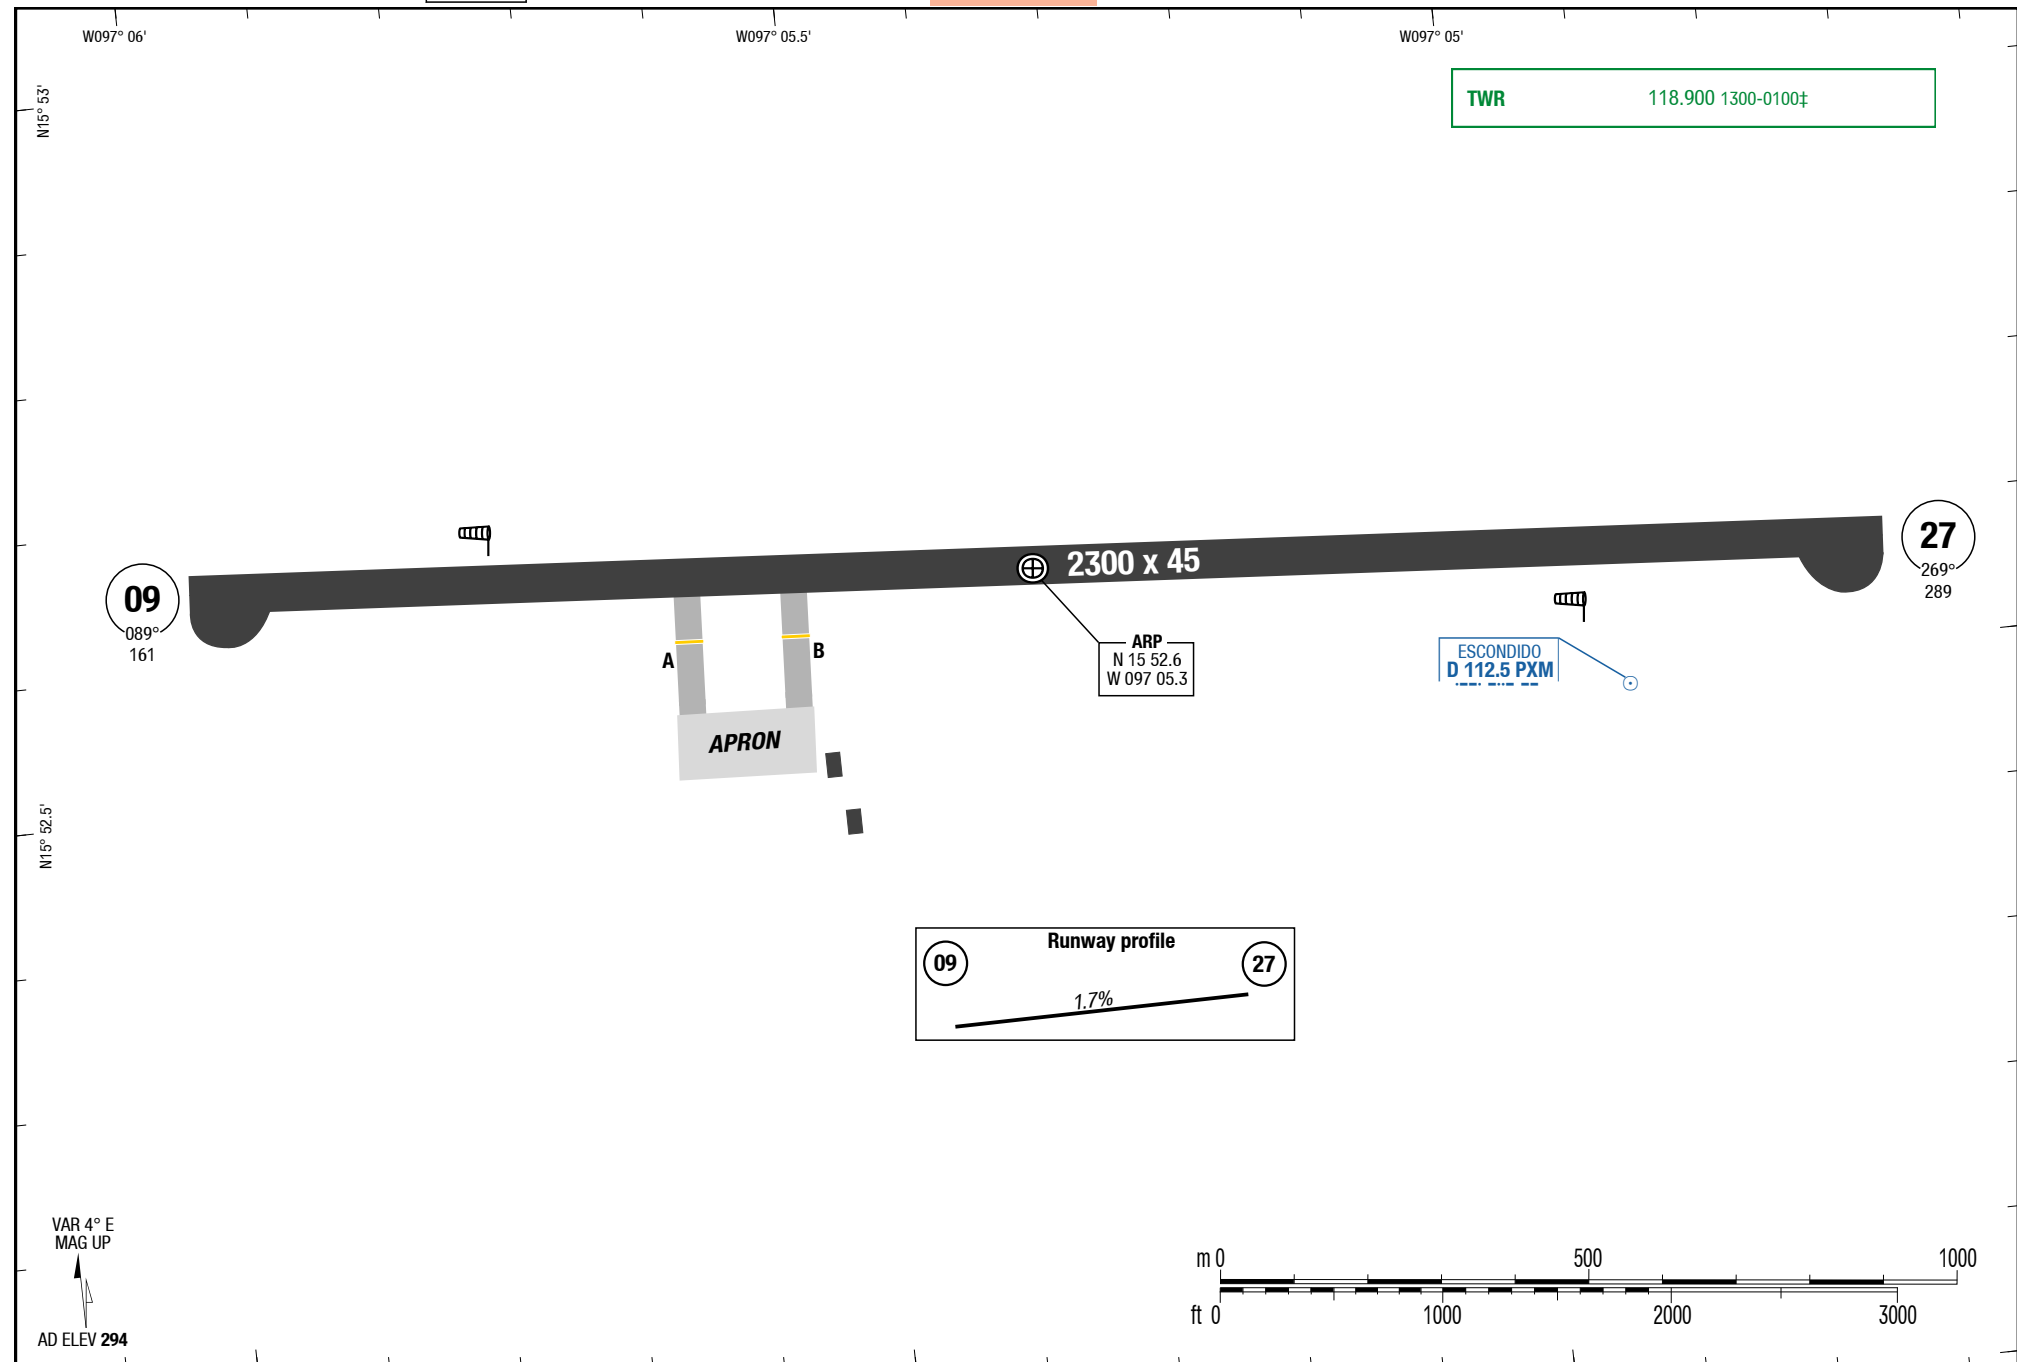 W097° 06'
W097° 05.5'
W097° 05'
N15° 53'
TWR 118.900 1300-0100‡
09
089°
161
2300 x 45
27
269°
289
A
B
ARP
N 15 52.6
W 097 05.3
ESCONDIDO
D 112.5 PXM
APRON
N15° 52.5'
Runway profile
09
27
1.7%
VAR 4° E
MAG UP
AD ELEV 294
m 0 500 1000
ft 0 1000 2000 3000